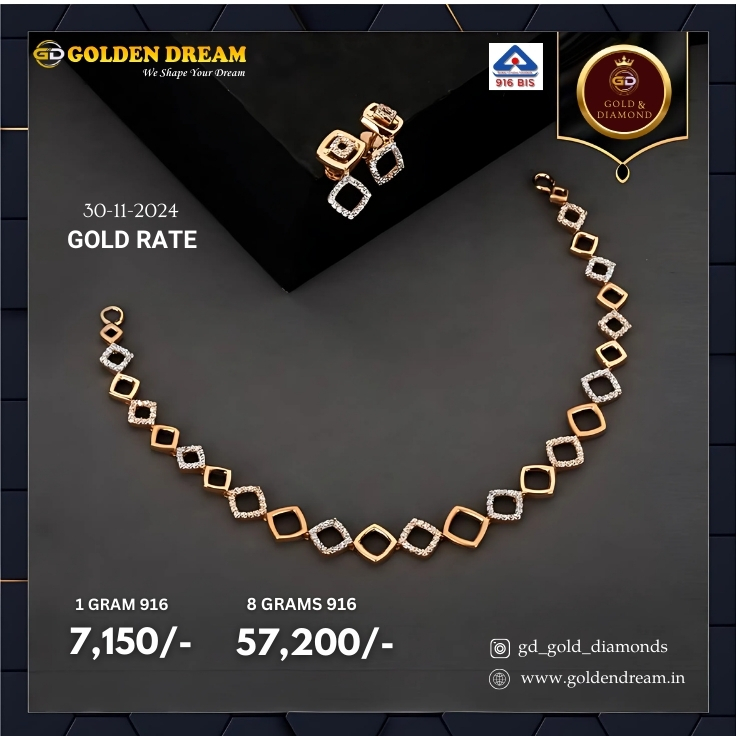 GD GOLDEN DREAM
We Shape Your Dream
916 BIS
GD
GOLD &
DIAMOND
30-11-2024
GOLD RATE
1 GRAM 916
7,150/-
8 GRAMS 916
57,200/-
gd_gold_diamonds
www.goldendream.in